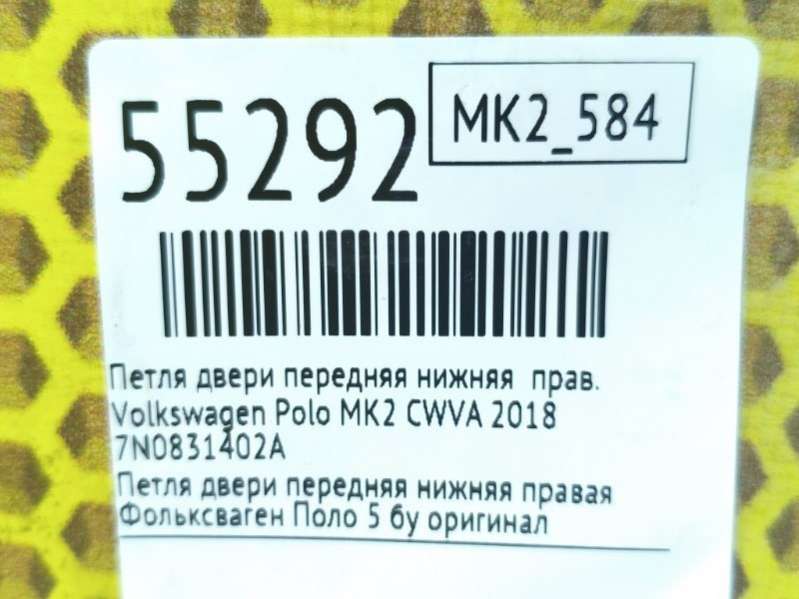 55292
MK2_584
Петля двери передняя нижняя прав.
Volkswagen Polo MK2 CWVA 2018
7N0831402A
Петля двери передняя нижняя правая
Фольксваген Поло 5 бу оригинал